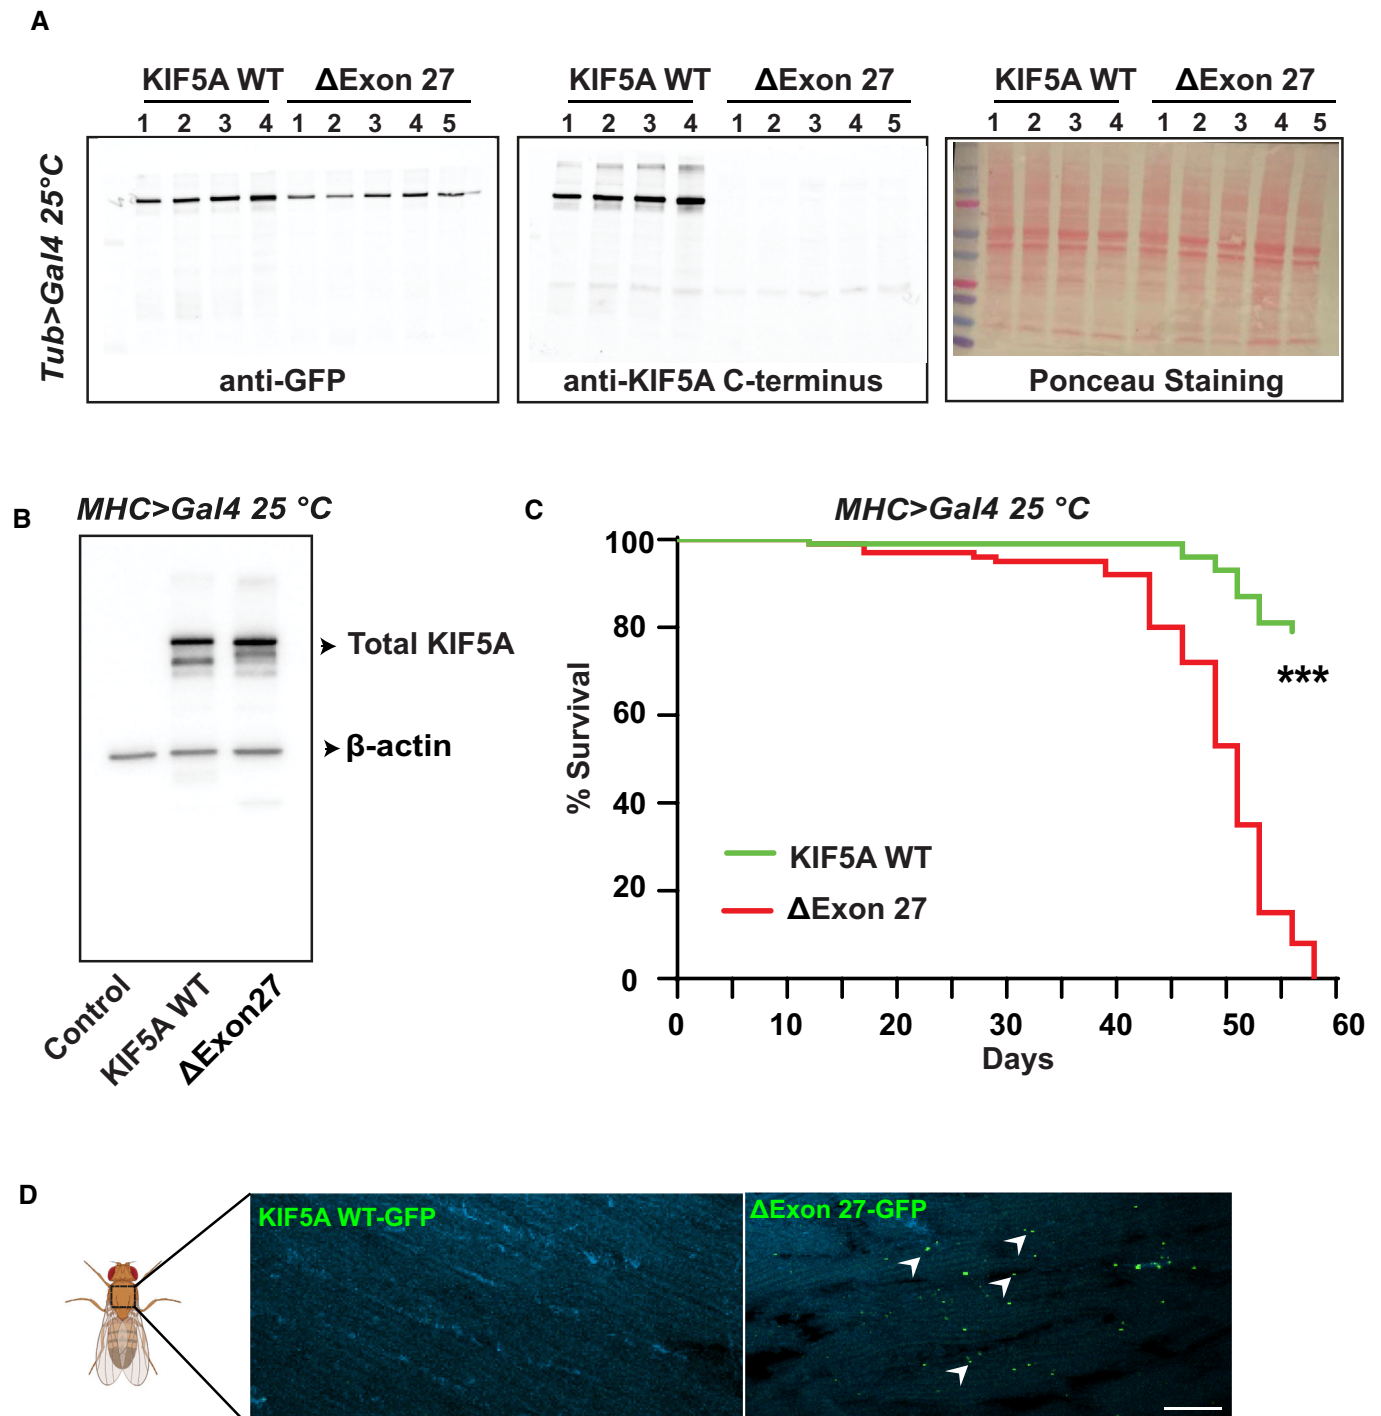 A
KIF5A WT ΔExon 27 KIF5A WT ΔExon 27 KIF5A WT ΔExon 27
1 2 3 4 1 2 3 4 5 1 2 3 4 1 2 3 4 5 1 2 3 4 1 2 3 4 5
Tub>Gal4 25°C
anti-GFP anti-KIF5A C-terminus Ponceau Staining
B
MHC>Gal4 25 °C
Total KIF5A
β-actin
Control
KIF5A WT
ΔExon27
C
MHC>Gal4 25 °C
% Survival
100
80
60
40
20
0
***
KIF5A WT
ΔExon 27
0 10 20 30 40 50 60
Days
D
KIF5A WT-GFP
ΔExon 27-GFP